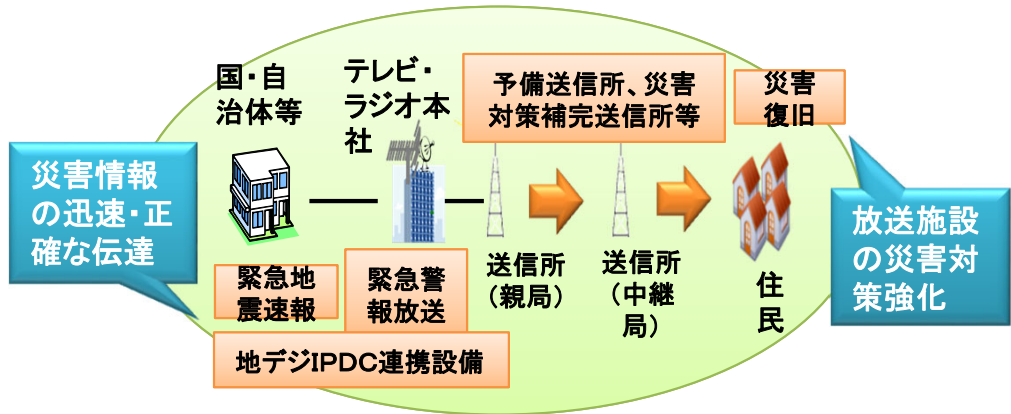 国・自
治体等
テレビ・
ラジオ本
社
予備送信所、災害
対策補完送信所等
災害
復旧
災害情報
の迅速・正
確な伝達
放送施設
の災害対
策強化
緊急地
震速報
緊急警
報放送
送信所
（親局）
送信所
（中継
局）
住
民
地デジIPDC連携設備